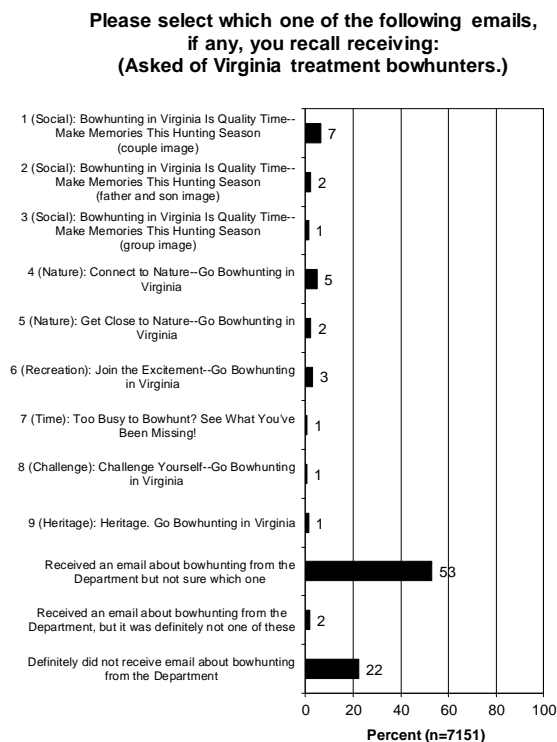 Please select which one of the following emails,
if any, you recall receiving:
(Asked of Virginia treatment bowhunters.)
1 (Social): Bowhunting in Virginia Is Quality Time--
Make Memories This Hunting Season
(couple image)
7
2 (Social): Bowhunting in Virginia Is Quality Time--
Make Memories This Hunting Season
(father and son image)
2
3 (Social): Bowhunting in Virginia Is Quality Time--
Make Memories This Hunting Season
(group image)
1
4 (Nature): Connect to Nature--Go Bowhunting in
Virginia
5
5 (Nature): Get Close to Nature--Go Bowhunting in
Virginia
2
6 (Recreation): Join the Excitement--Go Bowhunting
in Virginia
3
7 (Time): Too Busy to Bowhunt? See What You've
Been Missing!
1
8 (Challenge): Challenge Yourself--Go Bowhunting
in Virginia
1
9 (Heritage): Heritage. Go Bowhunting in Virginia
1
Received an email about bowhunting from the
Department but not sure which one
53
Received an email about bowhunting from the
Department, but it was definitely not one of these
2
Definitely did not receive email about bowhunting
from the Department
22
0 20 40 60 80 100
Percent (n=7151)